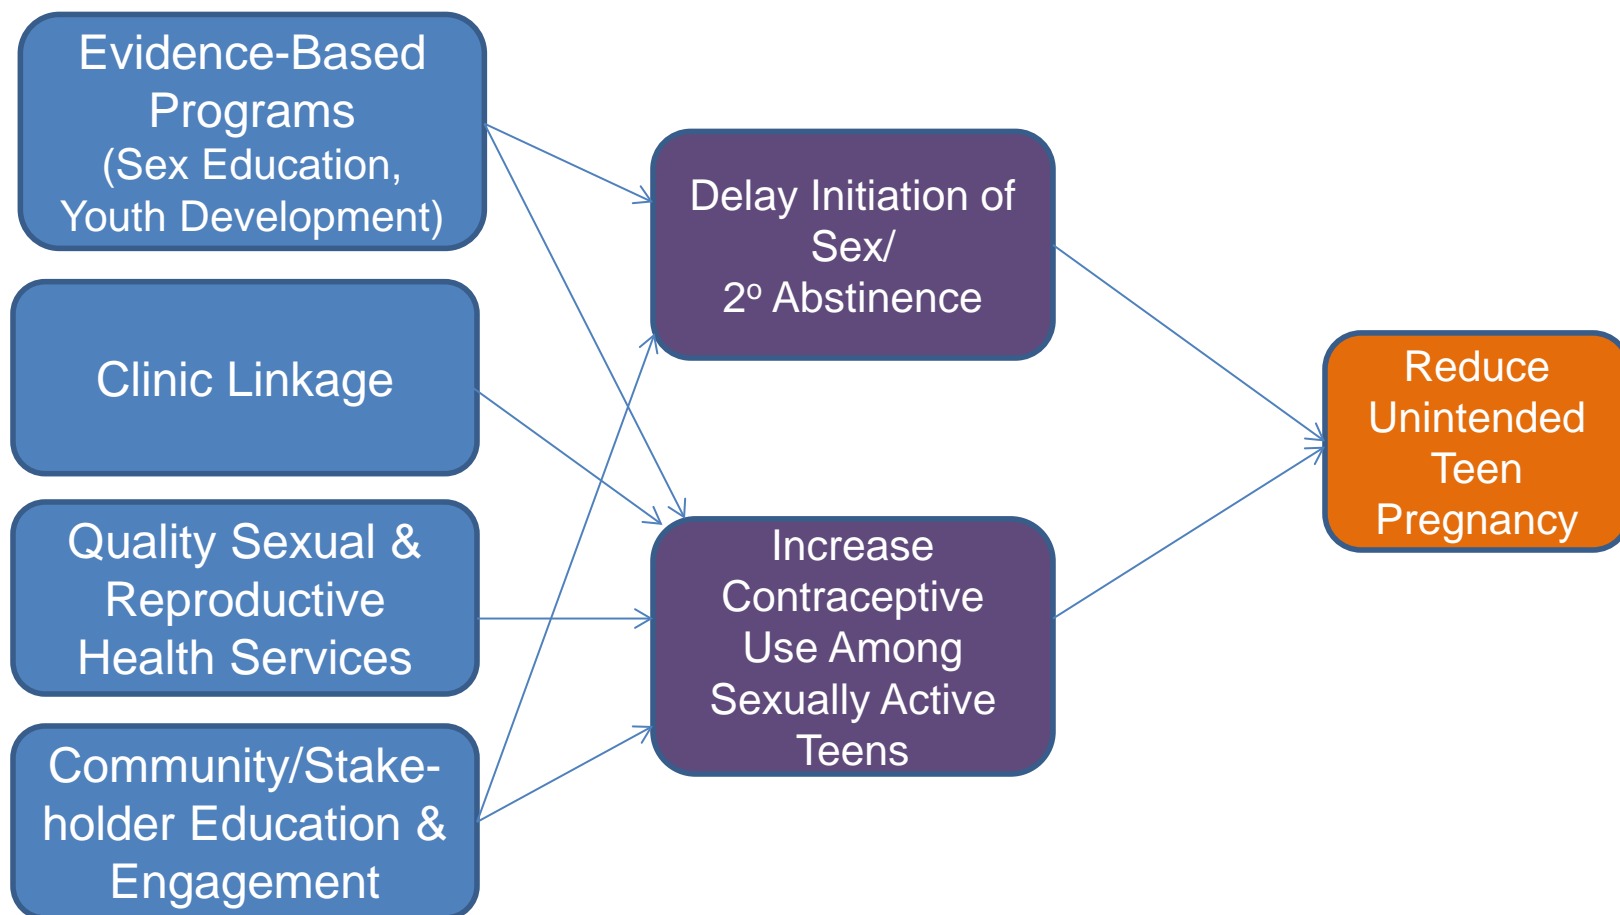 Evidence-Based
Programs
(Sex Education,
Youth Development)
Clinic Linkage
Quality Sexual &
Reproductive
Health Services
Community/Stake-
holder Education &
Engagement
Delay Initiation of
Sex/
2º Abstinence
Increase
Contraceptive
Use Among
Sexually Active
Teens
Reduce
Unintended
Teen
Pregnancy